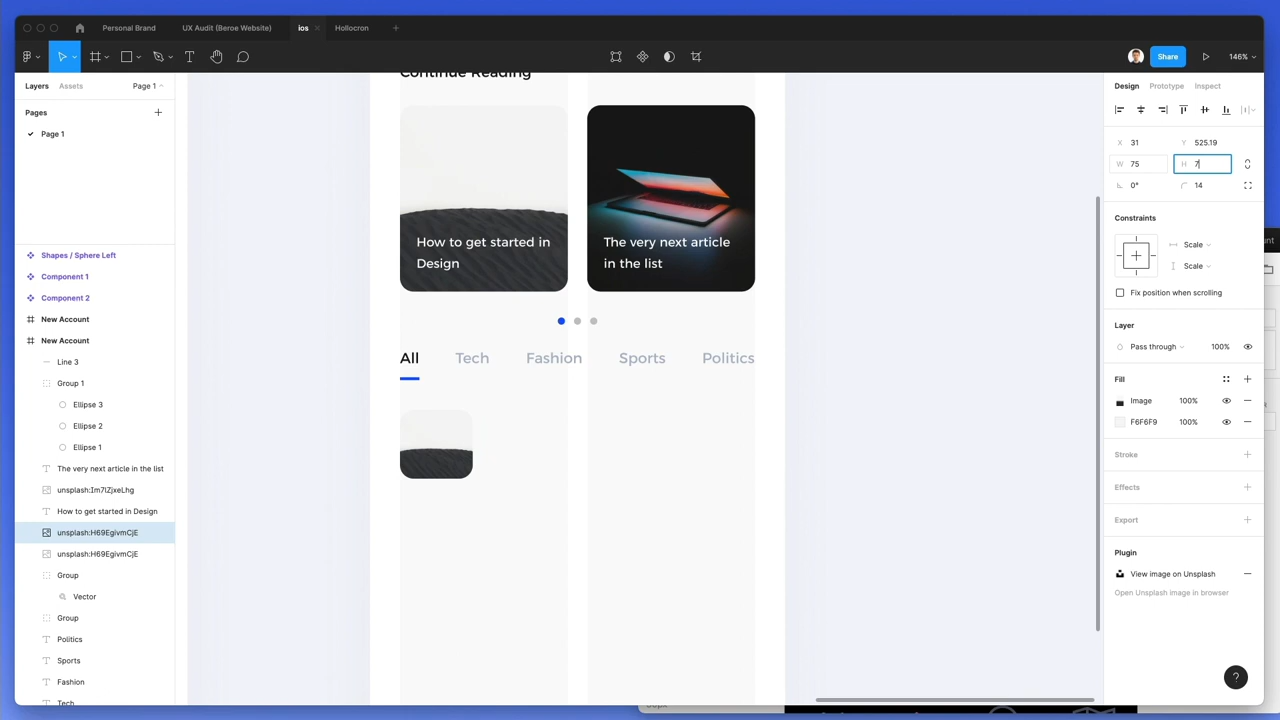 Personal Brand
UX Audit (Beroe Website)
ios
Hollocron
Share
146%
Layers
Assets
Page 1
Pages
Page 1
Shapes / Sphere Left
Component 1
Component 2
New Account
New Account
Line 3
Group 1
Ellipse 3
Ellipse 2
Ellipse 1
The very next article in the list
unsplash:Im7lZjxeLhg
How to get started in Design
unsplash:H69EgivmCjE
unsplash:H69EgivmCjE
Group
Vector
Group
Politics
Sports
Fashion
Tech
Continue Reading
How to get started in
Design
The very next article
in the list
All
Tech
Fashion
Sports
Politics
Design
Prototype
Inspect
X 31
Y 525.19
W 75
H 7
0°
14
Constraints
Scale
Scale
Fix position when scrolling
Layer
Pass through
100%
Fill
Image
100%
F6F6F9
100%
Stroke
Effects
Export
Plugin
View image on Unsplash
Open Unsplash image in browser
?